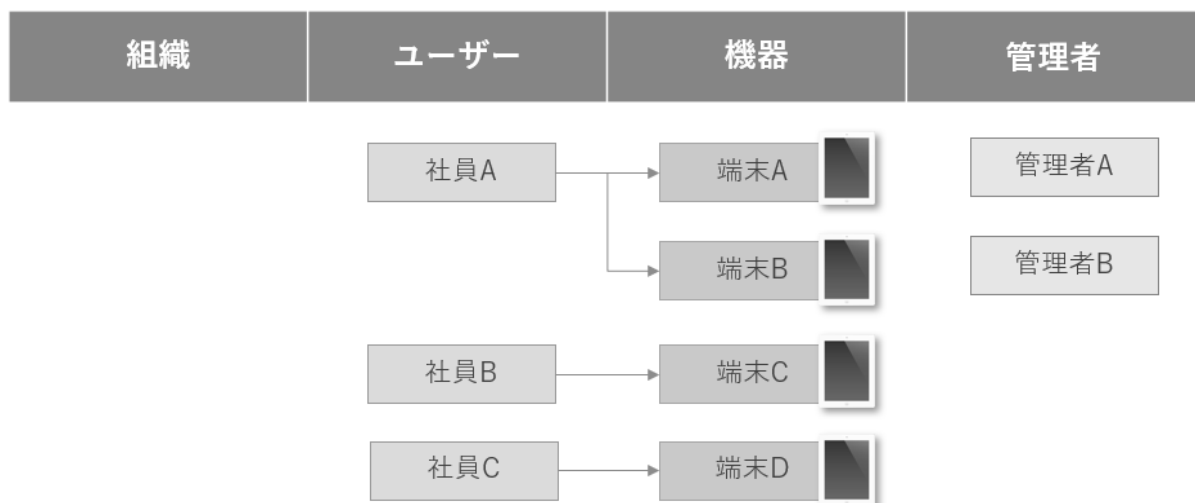 組織 ユーザー 機器 管理者
社員A 端末A 管理者A
端末B 管理者B
社員B 端末C
社員C 端末D